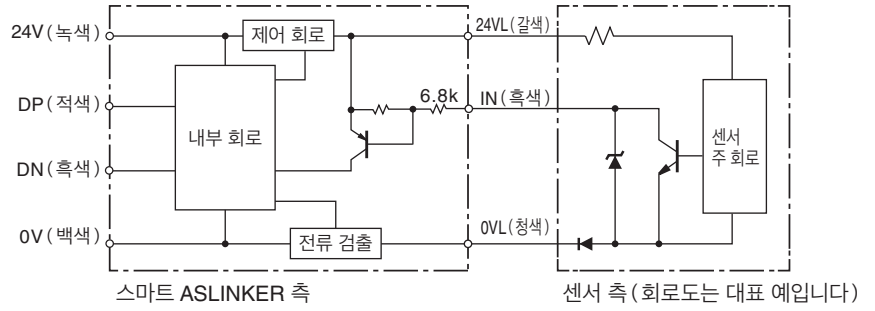 24V(녹색)
제어 회로
24VL(갈색)
DP(적색)
6.8k
IN(흑색)
내부 회로
센서
주 회로
DN(흑색)
0V(백색)
전류 검출
0VL(청색)
스마트 ASLINKER 측
센서 측(회로도는 대표 예입니다)